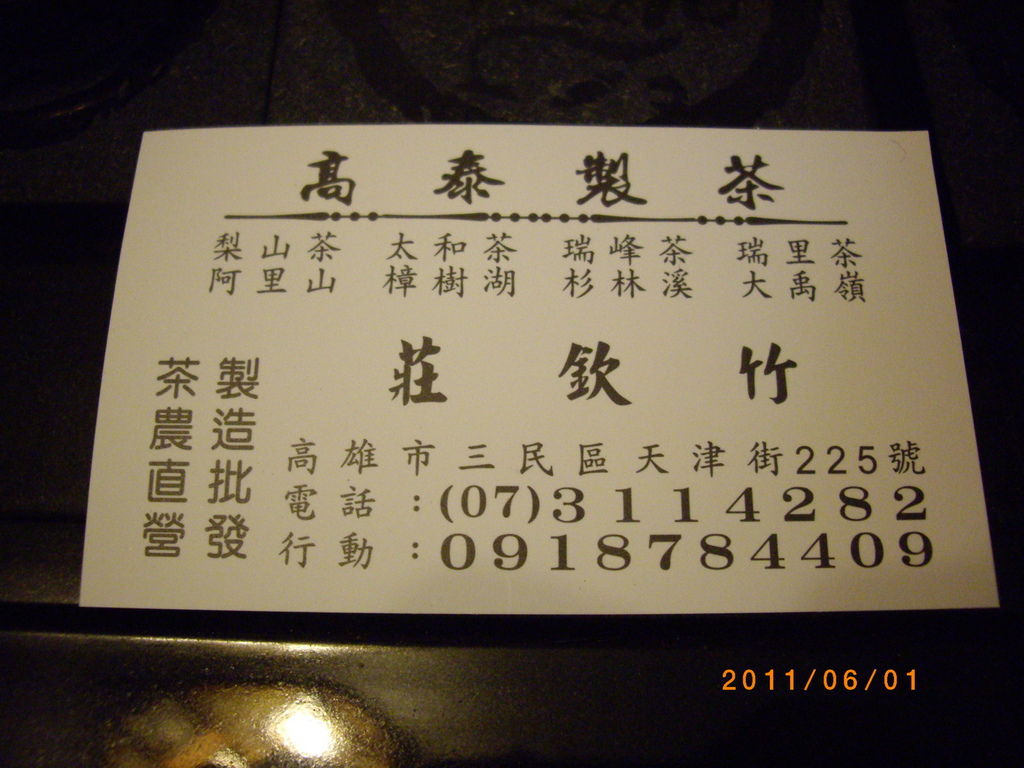 高泰製茶
梨山茶 太和茶 瑞峰茶 瑞里茶
阿里山 樟樹湖 杉林溪 大禹嶺
莊欽竹
製造批發
茶農直營
高雄市三民區天津街225號
電話：(07)3114282
行動：0918784409
2011/06/01